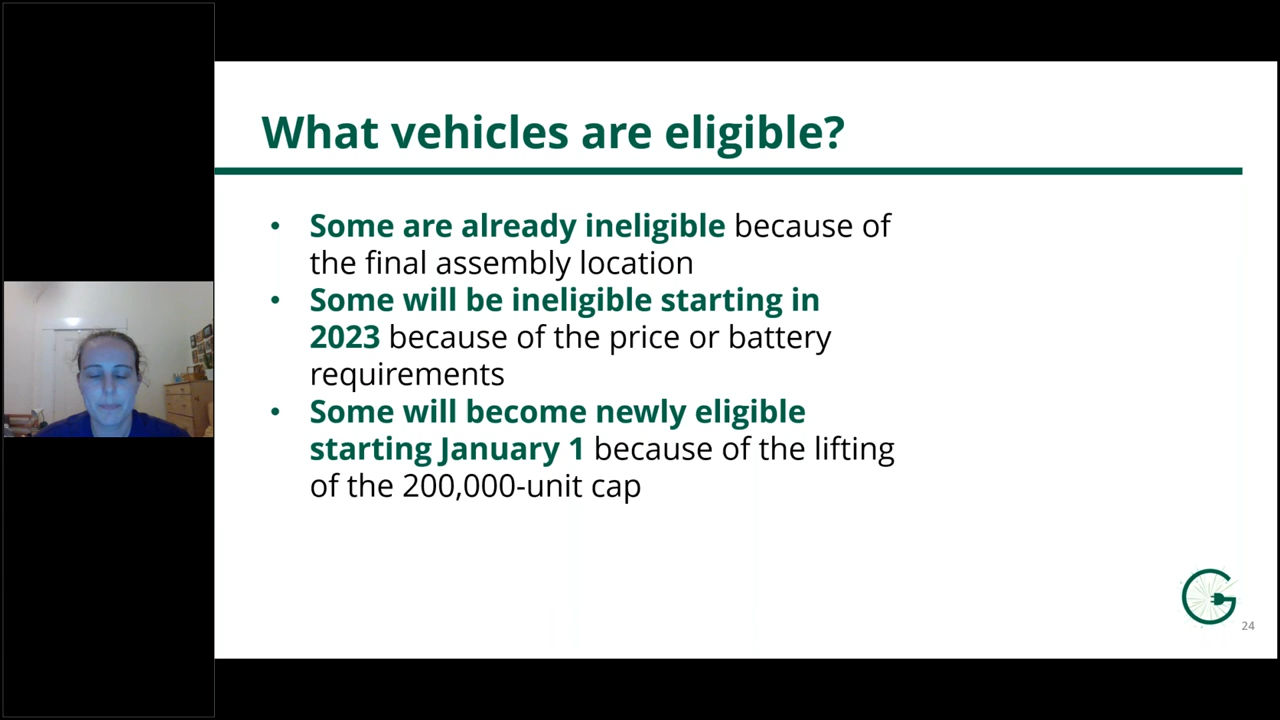 What vehicles are eligible?
• Some are already ineligible because of
the final assembly location
• Some will be ineligible starting in
2023 because of the price or battery
requirements
• Some will become newly eligible
starting January 1 because of the lifting
of the 200,000-unit cap
24